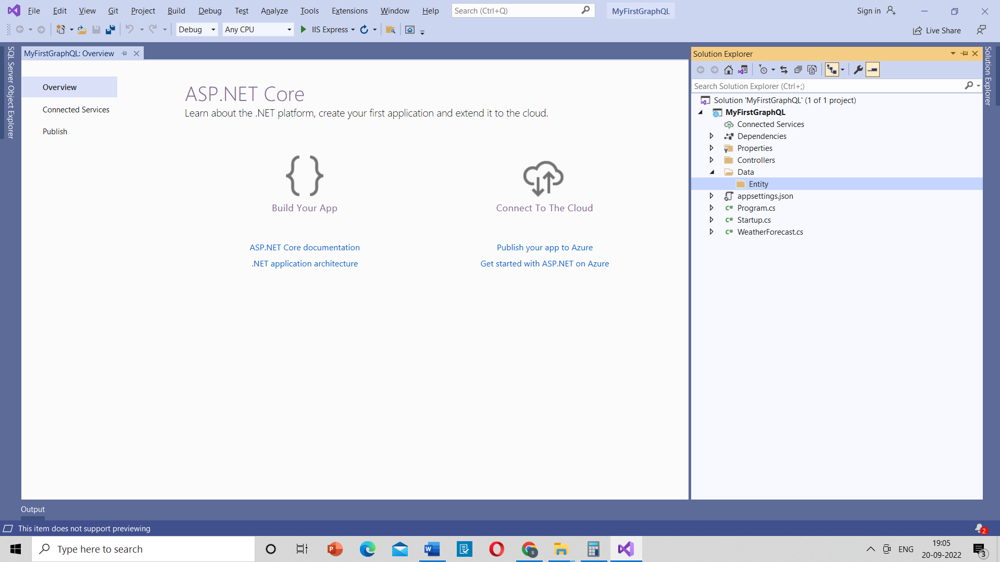 File Edit View Git Project Build Debug Test Analyze Tools Extensions Window Help Search (Ctrl+Q) MyFirstGraphQL Sign in
Debug Any CPU IIS Express Live Share
SQL Server Object Explorer
MyFirstGraphQL: Overview
Overview
Connected Services
Publish
ASP.NET Core
Learn about the .NET platform, create your first application and extend it to the cloud.
Build Your App
Connect To The Cloud
ASP.NET Core documentation
.NET application architecture
Publish your app to Azure
Get started with ASP.NET on Azure
Solution Explorer
Search Solution Explorer (Ctrl+;)
Solution 'MyFirstGraphQL' (1 of 1 project)
MyFirstGraphQL
Connected Services
Dependencies
Properties
Controllers
Data
Entity
appsettings.json
C# Program.cs
C# Startup.cs
C# WeatherForecast.cs
Solution Explorer
Output
This item does not support previewing
2
Type here to search
P
W
S
ENG
19:05
20-09-2022
3